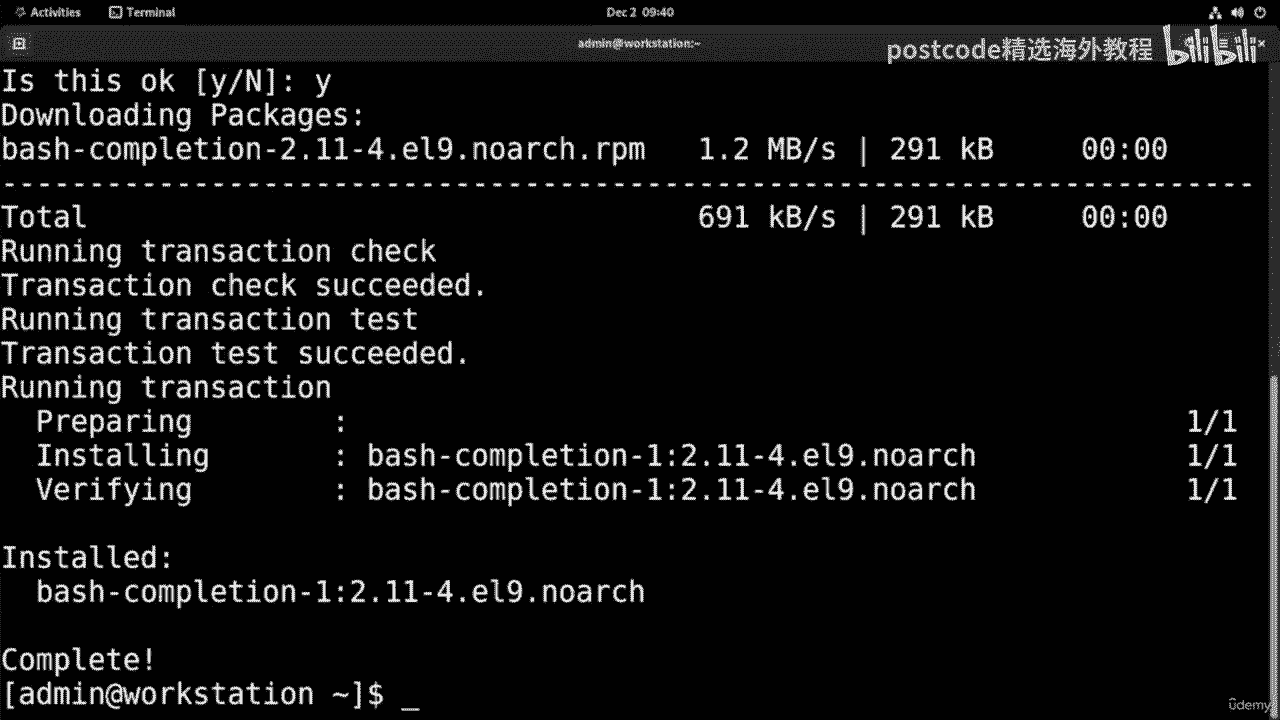 Activities Terminal Dec 2 09:40
admin@workstation:~
postcode精选海外教程 bilibili
Is this ok [y/N]: y
Downloading Packages:
bash-completion-2.11-4.el9.noarch.rpm 1.2 MB/s | 291 kB 00:00
--------------------------------------------------------------------------------
Total 691 kB/s | 291 kB 00:00
Running transaction check
Transaction check succeeded.
Running transaction test
Transaction test succeeded.
Running transaction
Preparing : 1/1
Installing : bash-completion-1:2.11-4.el9.noarch 1/1
Verifying : bash-completion-1:2.11-4.el9.noarch 1/1
Installed:
bash-completion-1:2.11-4.el9.noarch
Complete!
[admin@workstation ~]$ _
ûdemy